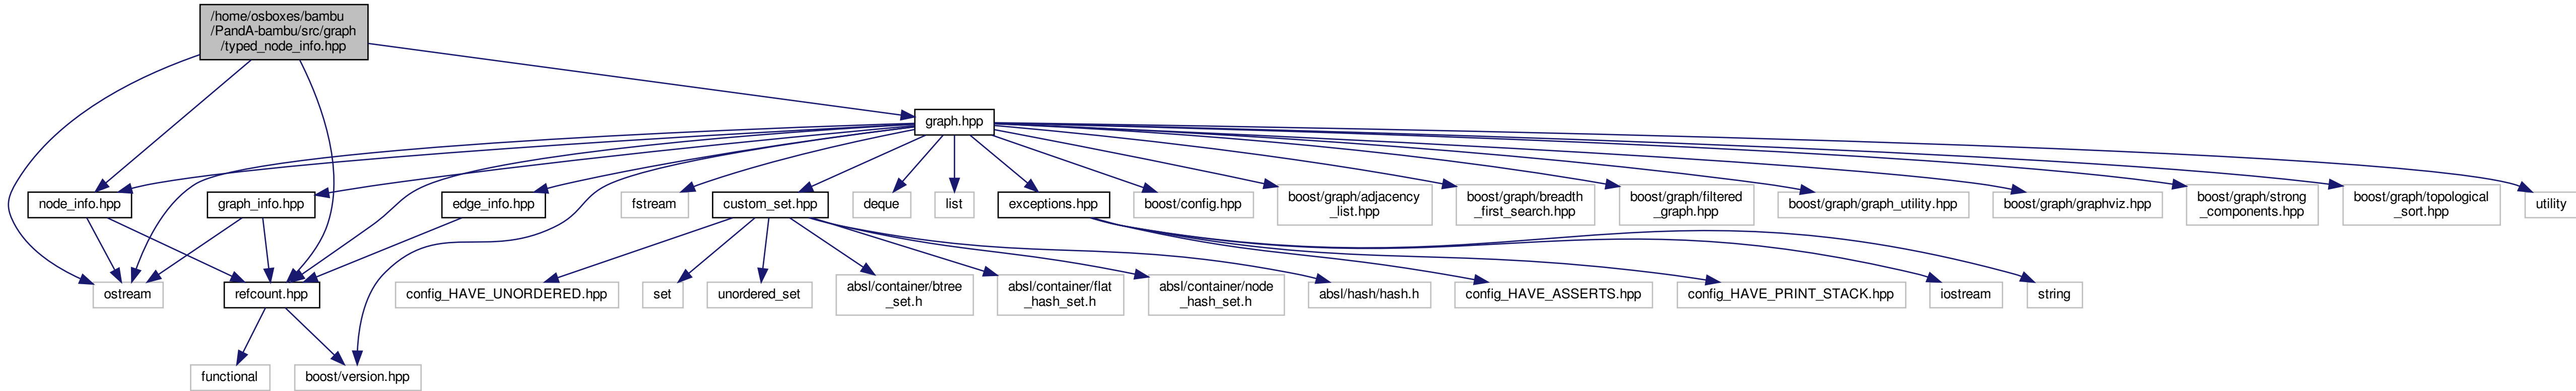 /home/osboxes/bambu
/PandA-bambu/src/graph
/typed_node_info.hpp
graph.hpp
node_info.hpp
graph_info.hpp
edge_info.hpp
fstream
custom_set.hpp
deque
list
exceptions.hpp
boost/config.hpp
boost/graph/adjacency
_list.hpp
boost/graph/breadth
_first_search.hpp
boost/graph/filtered
_graph.hpp
boost/graph/graph_utility.hpp
boost/graph/graphviz.hpp
boost/graph/strong
_components.hpp
boost/graph/topological
_sort.hpp
utility
ostream
refcount.hpp
config_HAVE_UNORDERED.hpp
set
unordered_set
absl/container/btree
_set.h
absl/container/flat
_hash_set.h
absl/container/node
_hash_set.h
absl/hash/hash.h
config_HAVE_ASSERTS.hpp
config_HAVE_PRINT_STACK.hpp
iostream
string
functional
boost/version.hpp